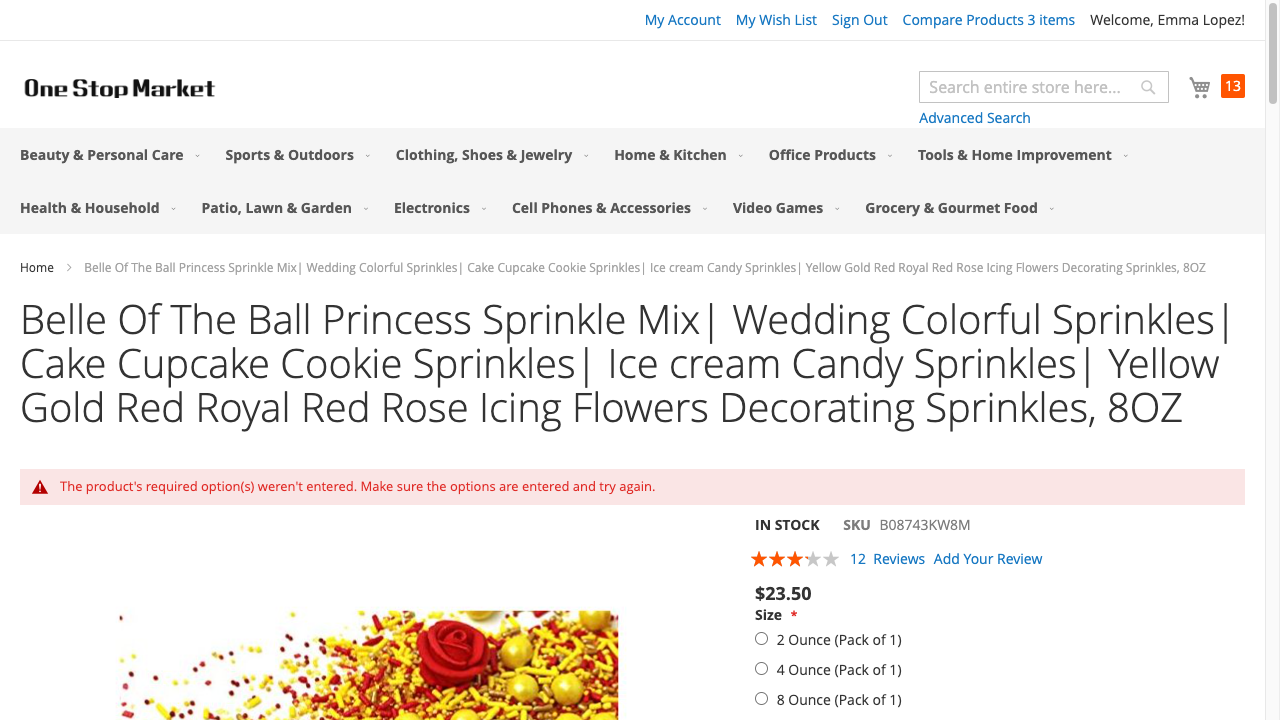 My Account My Wish List Sign Out Compare Products 3 items Welcome, Emma Lopez!
One Stop Market
Search entire store here...
13
Advanced Search
Beauty & Personal Care Sports & Outdoors Clothing, Shoes & Jewelry Home & Kitchen Office Products Tools & Home Improvement
Health & Household Patio, Lawn & Garden Electronics Cell Phones & Accessories Video Games Grocery & Gourmet Food
Home Belle Of The Ball Princess Sprinkle Mix| Wedding Colorful Sprinkles| Cake Cupcake Cookie Sprinkles| Ice cream Candy Sprinkles| Yellow Gold Red Royal Red Rose Icing Flowers Decorating Sprinkles, 8OZ
Belle Of The Ball Princess Sprinkle Mix| Wedding Colorful Sprinkles|
Cake Cupcake Cookie Sprinkles| Ice cream Candy Sprinkles| Yellow
Gold Red Royal Red Rose Icing Flowers Decorating Sprinkles, 8OZ
The product's required option(s) weren't entered. Make sure the options are entered and try again.
IN STOCK SKU B08743KW8M
12 Reviews Add Your Review
$23.50
Size *
2 Ounce (Pack of 1)
4 Ounce (Pack of 1)
8 Ounce (Pack of 1)